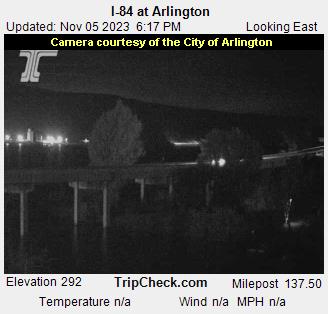 I-84 at Arlington
Updated: Nov 05 2023 6:17 PM Looking East
Camera courtesy of the City of Arlington
Elevation 292 TripCheck.com Milepost 137.50
Temperature n/a Wind n/a MPH n/a